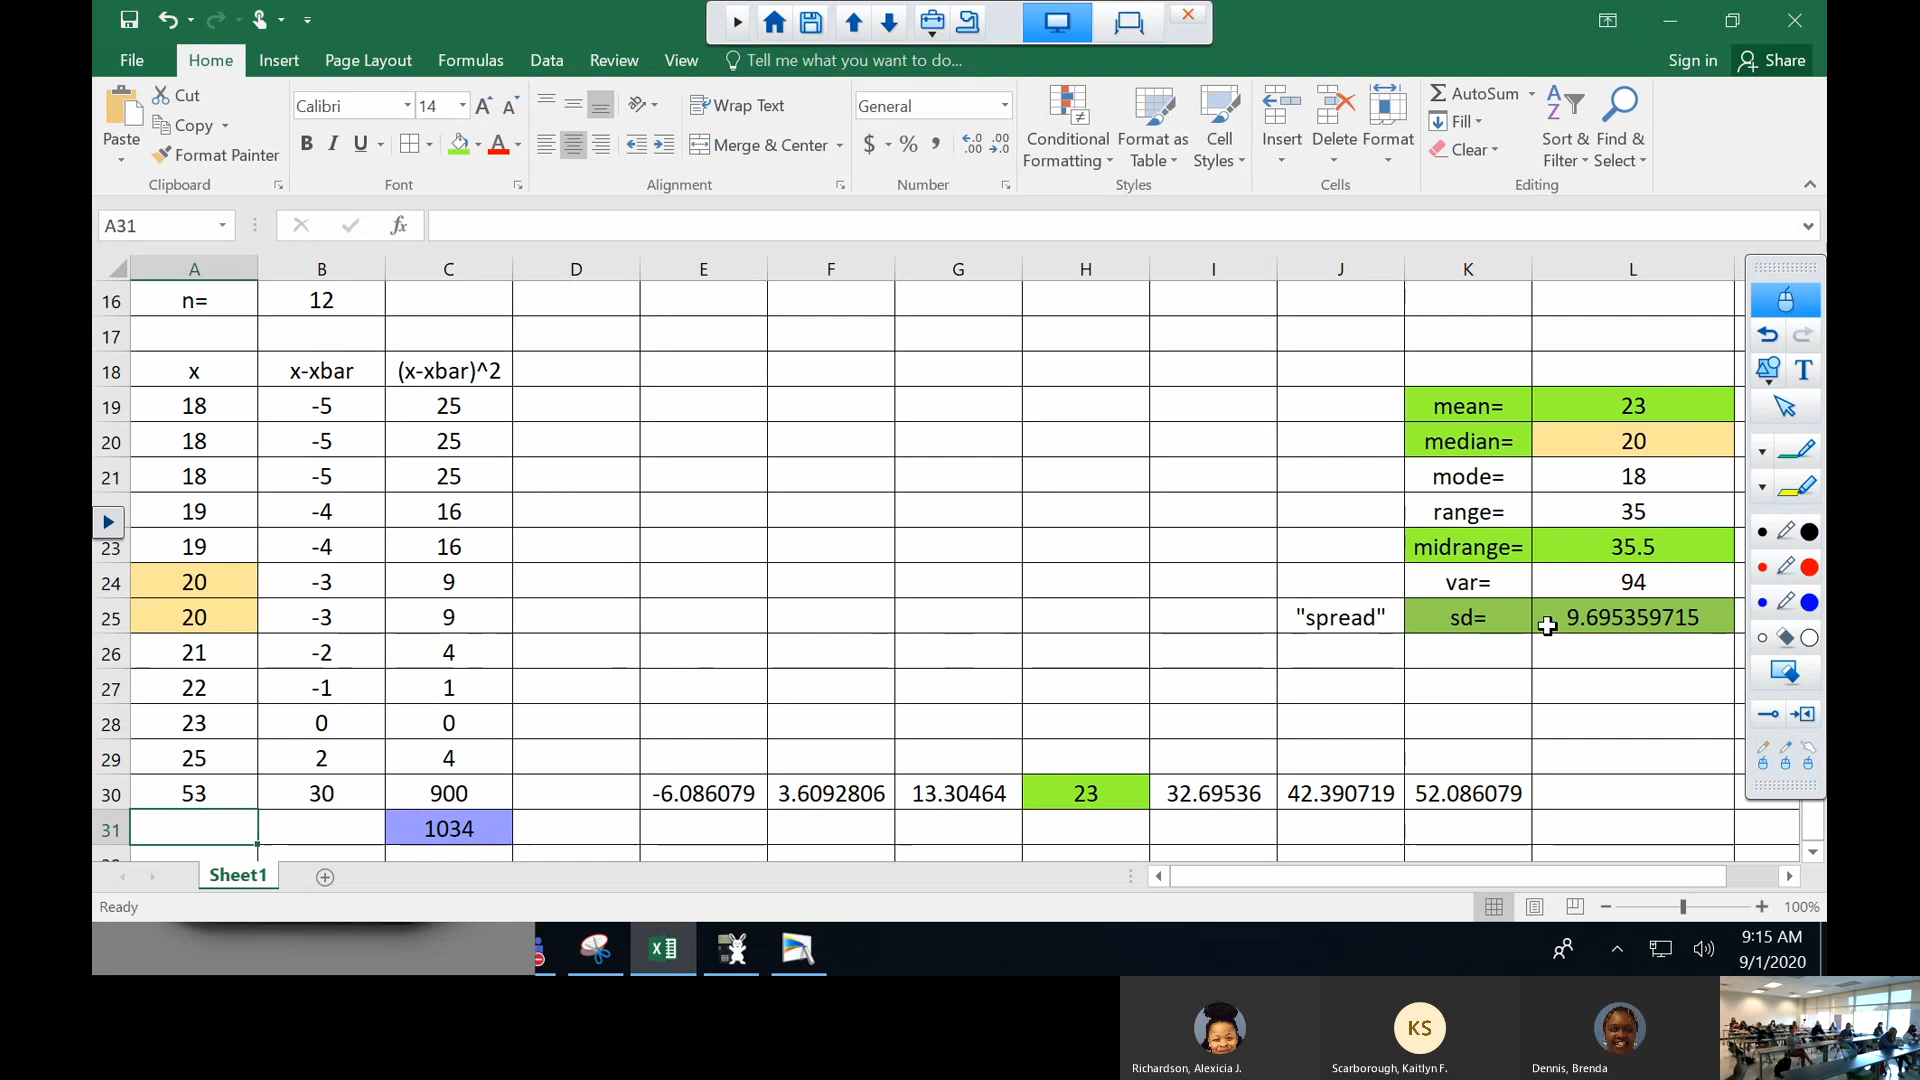 File Home Insert Page Layout Formulas Data Review View Tell me what you want to do... Sign in Share
Paste Cut Copy Format Painter
Calibri 14
B I U A
Wrap Text
Merge & Center
General
$ % ,
Conditional Formatting
Format as Table
Cell Styles
Insert Delete Format
AutoSum
Fill
Clear
Sort & Filter
Find & Select
Clipboard Font Alignment Number Styles Cells Editing
A31 fx
A B C D E F G H I J K L
16 n= 12
17
18 x x-xbar (x-xbar)^2
19 18 -5 25 mean= 23
20 18 -5 25 median= 20
21 18 -5 25 mode= 18
19 -4 16 range= 35
23 19 -4 16 midrange= 35.5
24 20 -3 9 var= 94
25 20 -3 9 "spread" sd= 9.695359715
26 21 -2 4
27 22 -1 1
28 23 0 0
29 25 2 4
30 53 30 900 -6.086079 3.6092806 13.30464 23 32.69536 42.390719 52.086079
31 1034
Sheet1
Ready 100%
9:15 AM
9/1/2020
KS
Richardson, Alexicia J. Scarborough, Kaitlyn F. Dennis, Brenda